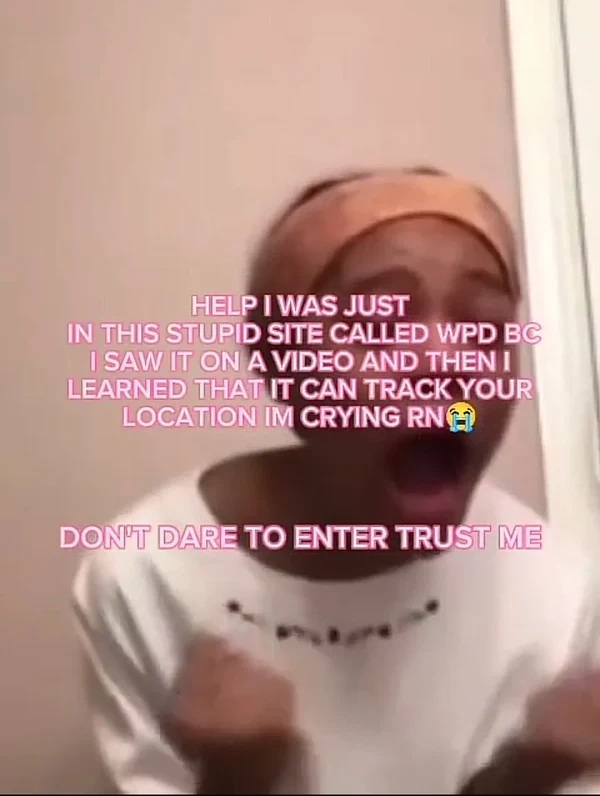 HELP I WAS JUST
IN THIS STUPID SITE CALLED WPD BC
I SAW IT ON A VIDEO AND THEN I
LEARNED THAT IT CAN TRACK YOUR
LOCATION IM CRYING RN😭
DON'T DARE TO ENTER TRUST ME